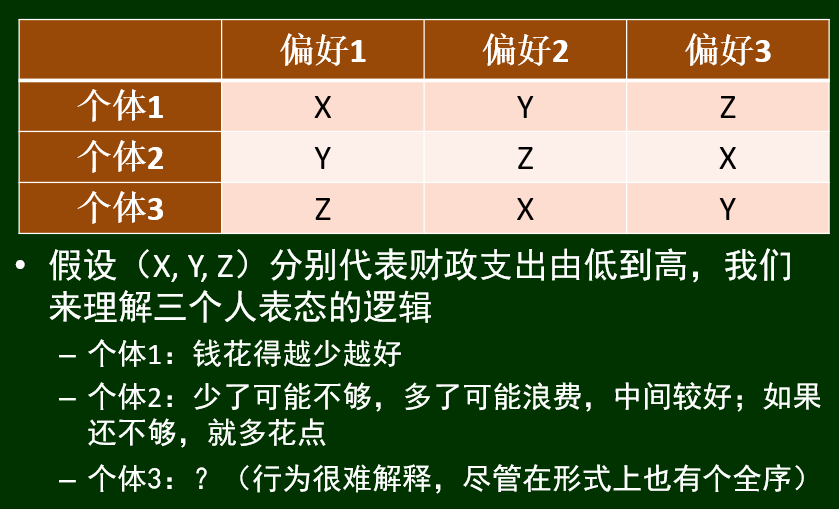 偏好1 偏好2 偏好3
个体1 X Y Z
个体2 Y Z X
个体3 Z X Y
• 假设（X, Y, Z）分别代表财政支出由低到高，我们
来理解三个人表态的逻辑
– 个体1：钱花得越少越好
– 个体2：少了可能不够，多了可能浪费，中间较好；如果
还不够，就多花点
– 个体3：？（行为很难解释，尽管在形式上也有个全序）